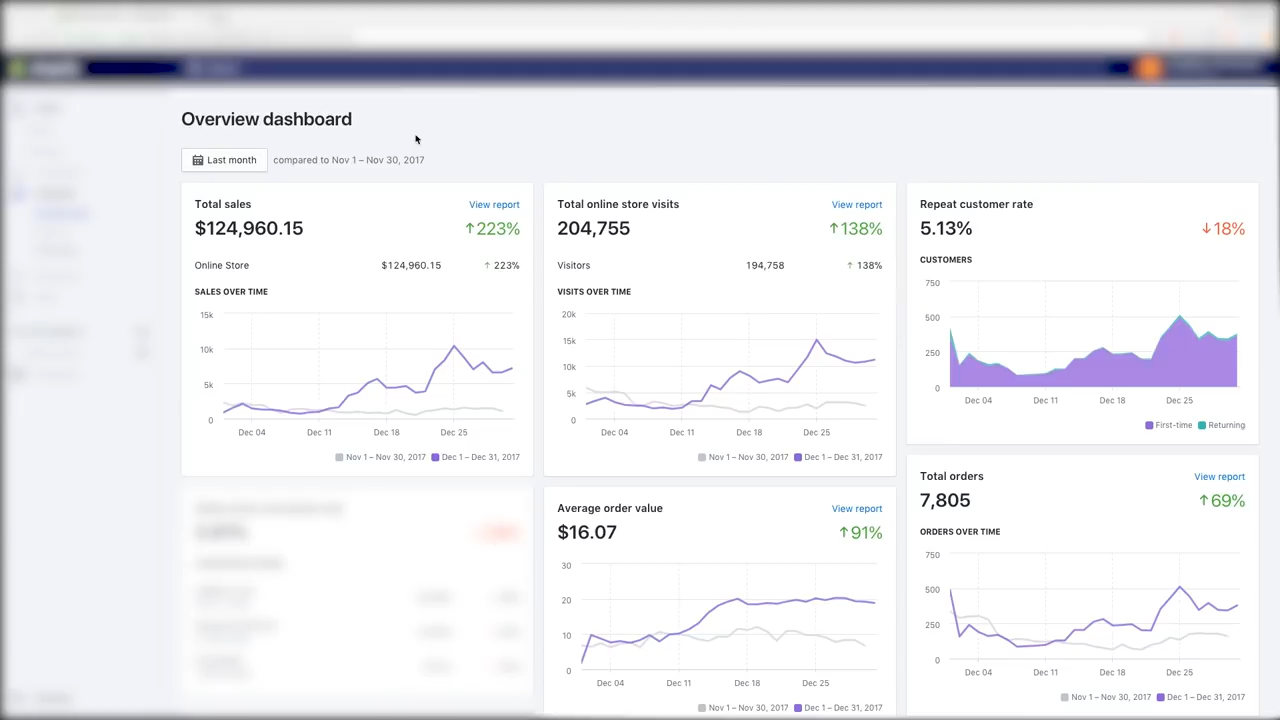 Overview dashboard
Last month compared to Nov 1 – Nov 30, 2017
Total sales View report
$124,960.15 ↑223%
Online Store $124,960.15 ↑ 223%
SALES OVER TIME
15k
10k
5k
0
Dec 04 Dec 11 Dec 18 Dec 25
Nov 1 – Nov 30, 2017 Dec 1 – Dec 31, 2017
Total online store visits View report
204,755 ↑138%
Visitors 194,758 ↑ 138%
VISITS OVER TIME
20k
15k
10k
5k
0
Dec 04 Dec 11 Dec 18 Dec 25
Nov 1 – Nov 30, 2017 Dec 1 – Dec 31, 2017
Repeat customer rate
5.13% ↓18%
CUSTOMERS
750
500
250
0
Dec 04 Dec 11 Dec 18 Dec 25
First-time Returning
Average order value View report
$16.07 ↑91%
30
20
10
0
Dec 04 Dec 11 Dec 18 Dec 25
Nov 1 – Nov 30, 2017 Dec 1 – Dec 31, 2017
Total orders View report
7,805 ↑69%
ORDERS OVER TIME
750
500
250
0
Dec 04 Dec 11 Dec 18 Dec 25
Nov 1 – Nov 30, 2017 Dec 1 – Dec 31, 2017